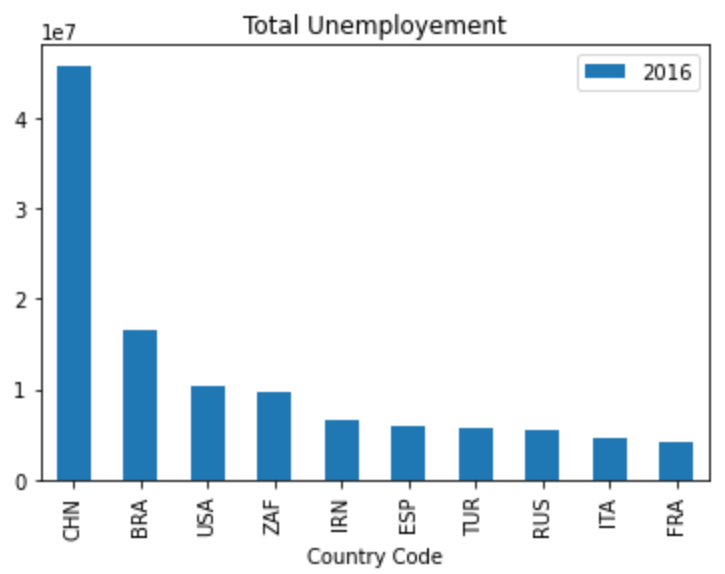 Total Unemployement
1e7
2016
4
3
2
1
0
CHN
BRA
USA
ZAF
IRN
ESP
TUR
RUS
ITA
FRA
Country Code